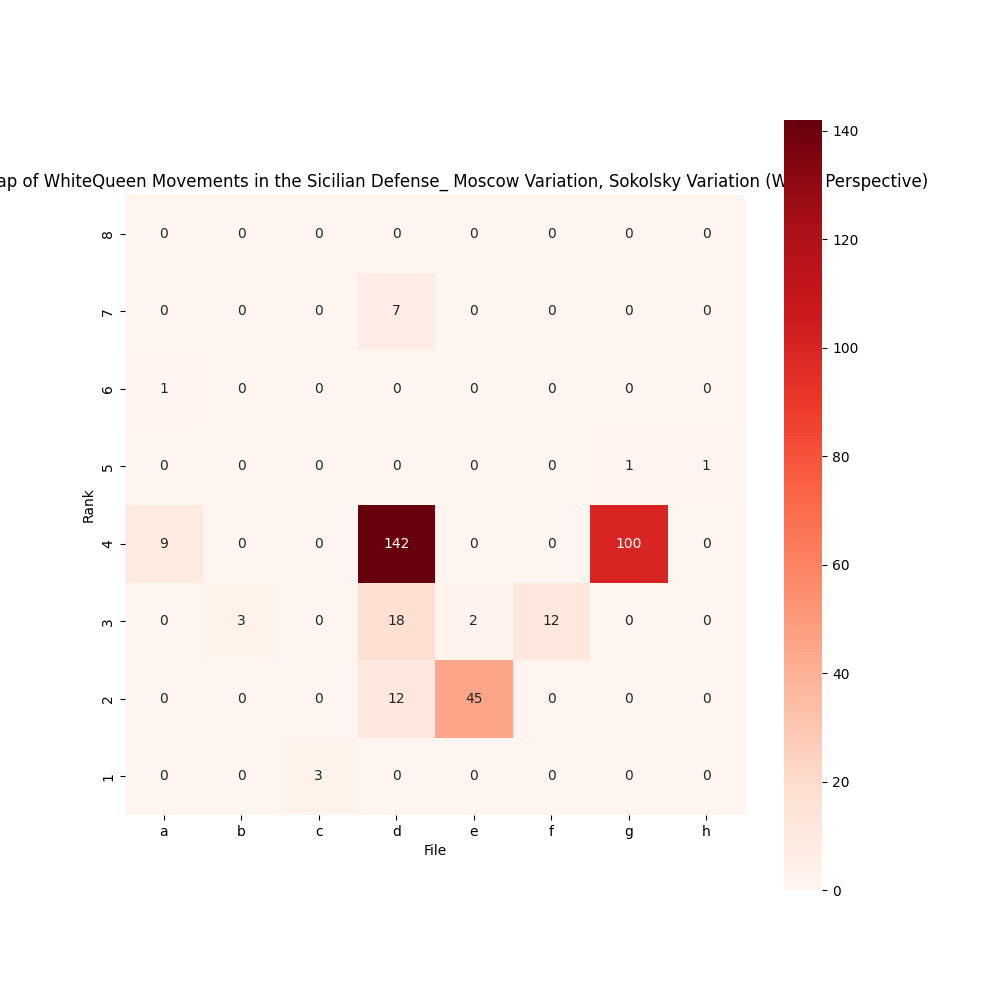 ap of WhiteQueen Movements in the Sicilian Defense_ Moscow Variation, Sokolsky Variation (W Perspective)
8 0 0 0 0 0 0 0 0
7 0 0 0 7 0 0 0 0
6 1 0 0 0 0 0 0 0
5 0 0 0 0 0 0 1 1
4 9 0 0 142 0 0 100 0
3 0 3 0 18 2 12 0 0
2 0 0 0 12 45 0 0 0
1 0 0 3 0 0 0 0 0
a b c d e f g h
Rank
File
140
120
100
80
60
40
20
0